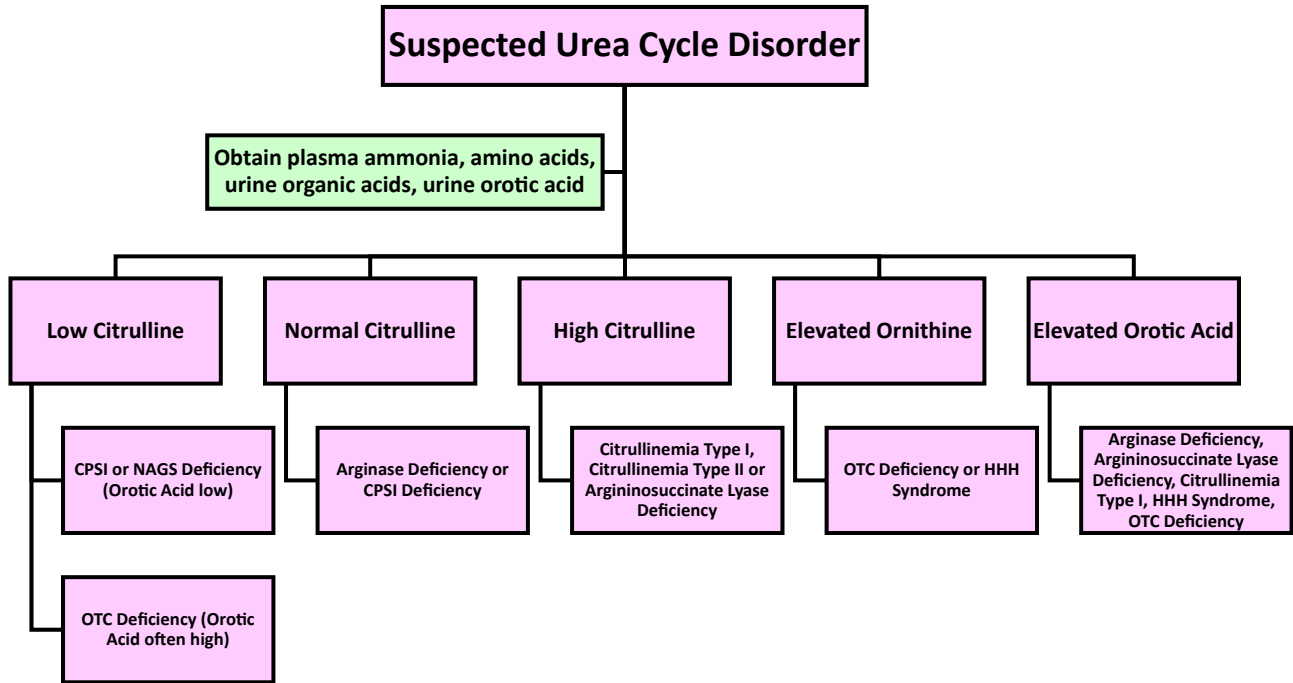 Suspected Urea Cycle Disorder
Obtain plasma ammonia, amino acids,
urine organic acids, urine orotic acid
Low Citrulline
Normal Citrulline
High Citrulline
Elevated Ornithine
Elevated Orotic Acid
CPSI or NAGS Deficiency
(Orotic Acid low)
Arginase Deficiency or
CPSI Deficiency
Citrullinemia Type I,
Citrullinemia Type II or
Argininosuccinate Lyase
Deficiency
OTC Deficiency or HHH
Syndrome
Arginase Deficiency,
Argininosuccinate Lyase
Deficiency, Citrullinemia
Type I, HHH Syndrome,
OTC Deficiency
OTC Deficiency (Orotic
Acid often high)